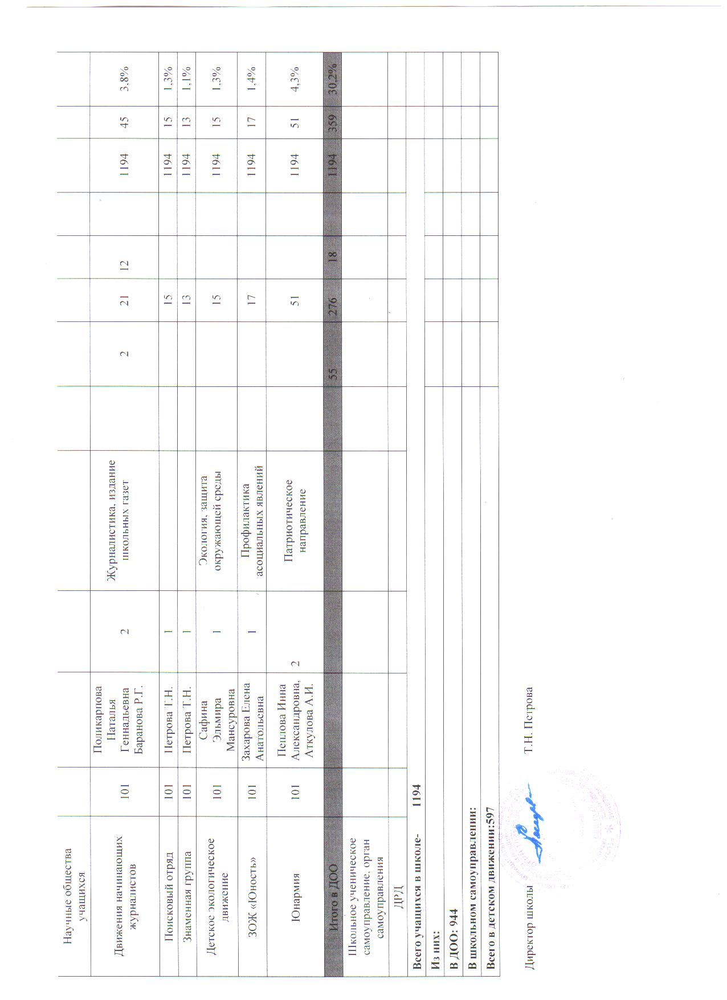 Научные общества
учащихся
Движения начинающих
журналистов
101
Поликарпова
Наталья
Геннадьевна
Баранова Р.Г.
2
Журналистика, издание
школьных газет
2
21
12
1194
45
3,8%
Поисковый отряд
101
Петрова Т.Н.
1
15
1194
15
1,3%
Знаменная группа
101
Петрова Т.Н.
1
13
1194
13
1,1%
Детское экологическое
движение
101
Сафина
Эльмира
Мансуровна
1
Экология, защита
окружающей среды
15
1194
15
1,3%
ЗОЖ «Юность»
101
Захарова Елена
Анатольевна
1
Профилактика
асоциальных явлений
17
1194
17
1,4%
Юнармия
101
Пеплова Инна
Александровна,
Аткулова А.И.
2
Патриотическое
направление
51
1194
51
4,3%
Итого в ДОО
55
276
18
1194
359
30,2%
Школьное ученическое
самоуправление, орган
самоуправления
ДРД
Всего учащихся в школе- 1194
Из них:
В ДОО: 944
В школьном самоуправлении:
Всего в детском движении:597
Директор школы Т.Н. Петрова